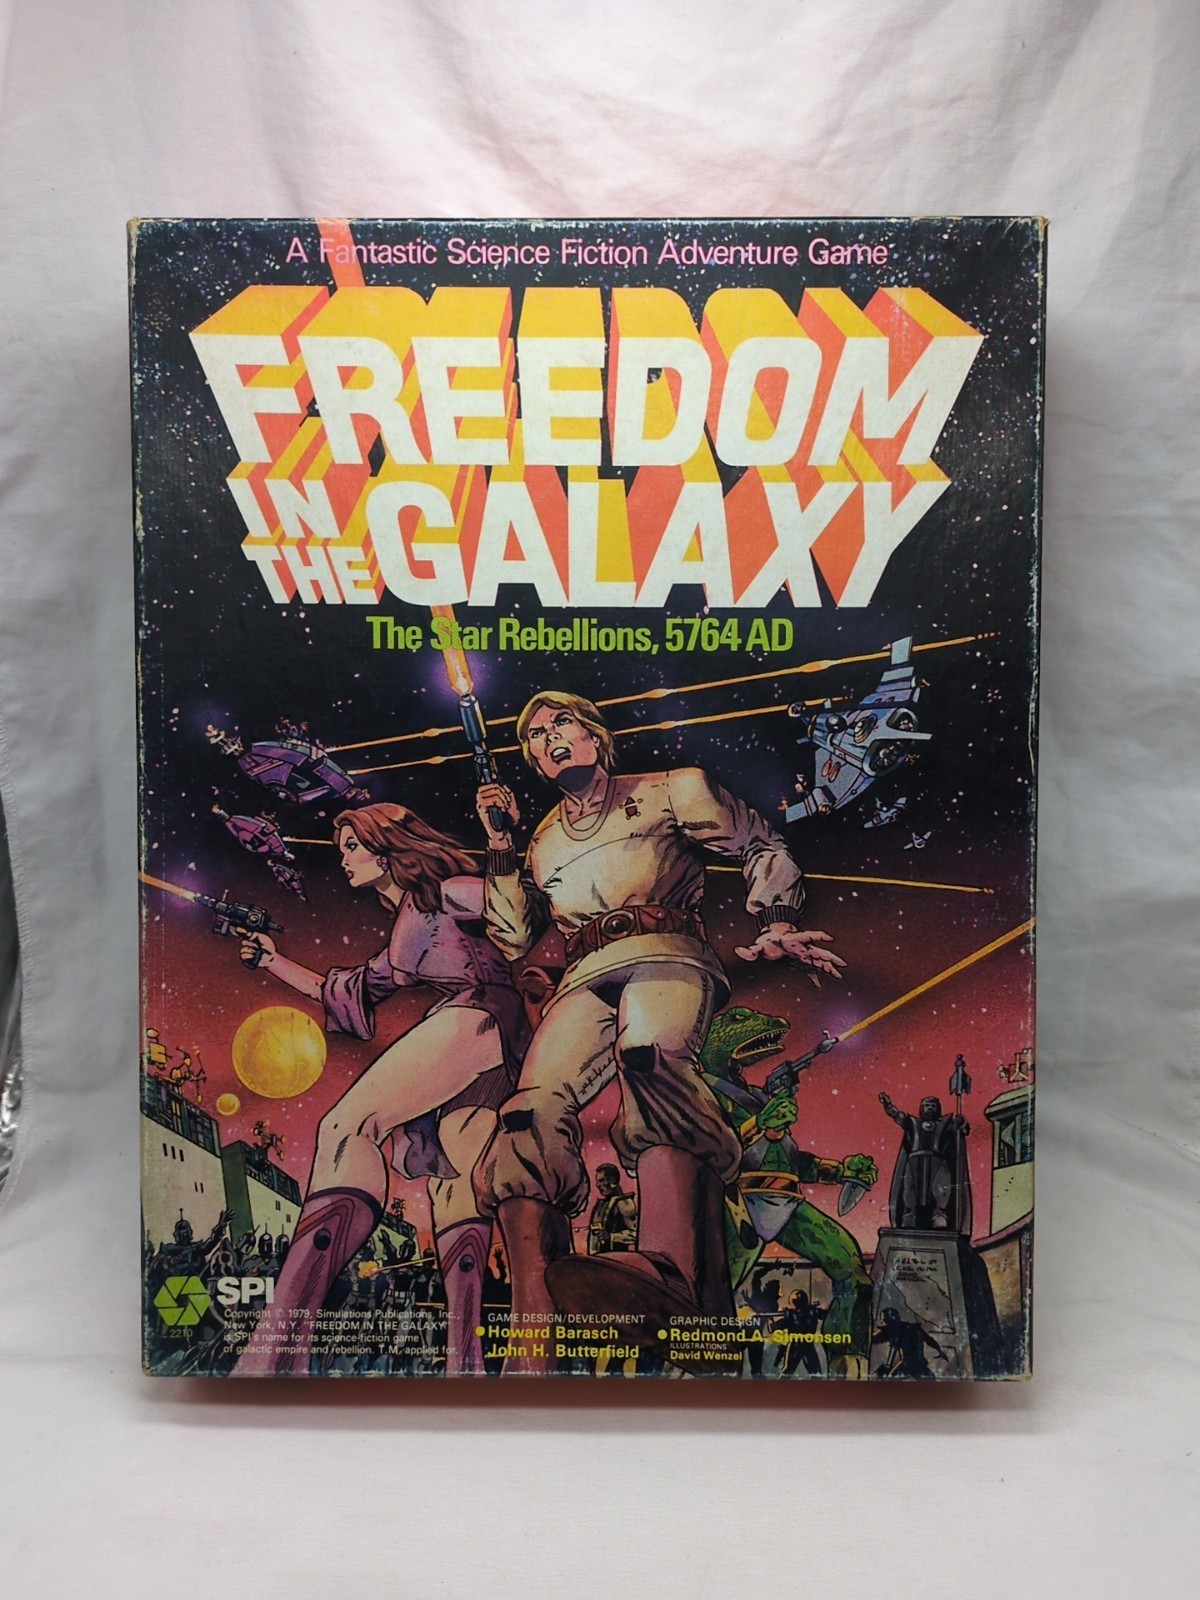 A Fantastic Science Fiction Adventure Game
FREEDOM
IN THE GALAXY
The Star Rebellions, 5764 AD
SPI
2210
Copyright © 1979, Simulations Publications, Inc.,
New York, N.Y. "FREEDOM IN THE GALAXY"
is SPI's name for its science-fiction game
of galactic empire and rebellion. T.M. applied for.
GAME DESIGN/DEVELOPMENT
Howard Barasch
John H. Butterfield
GRAPHIC DESIGN
Redmond A. Simonsen
ILLUSTRATIONS
David Wenzel